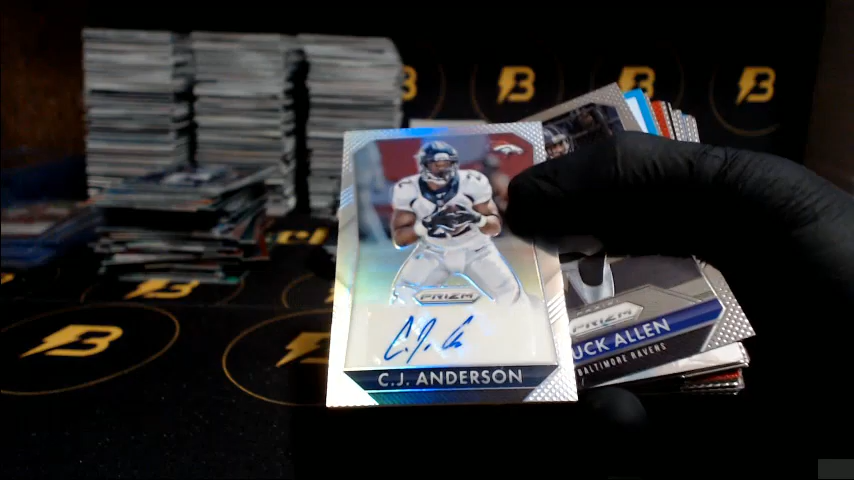 PRIZM
C.J. A
C.J. ANDERSON
PRIZM
UCK ALLEN
BALTIMORE RAVENS